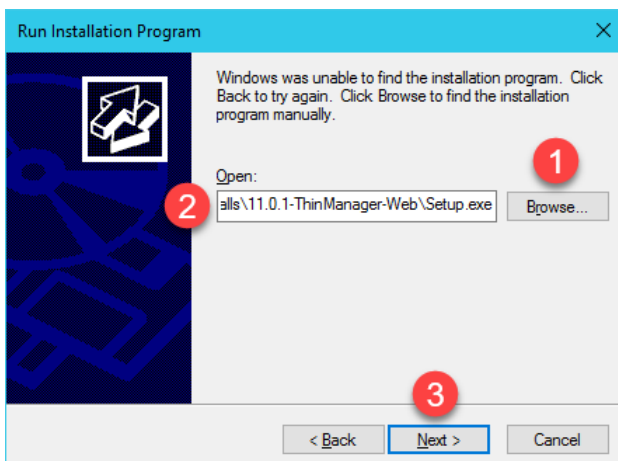 Run Installation Program
Windows was unable to find the installation program. Click
Back to try again. Click Browse to find the installation
program manually.
1
Open:
2 alls\11.0.1-ThinManager-Web\Setup.exe Browse...
3
< Back Next > Cancel